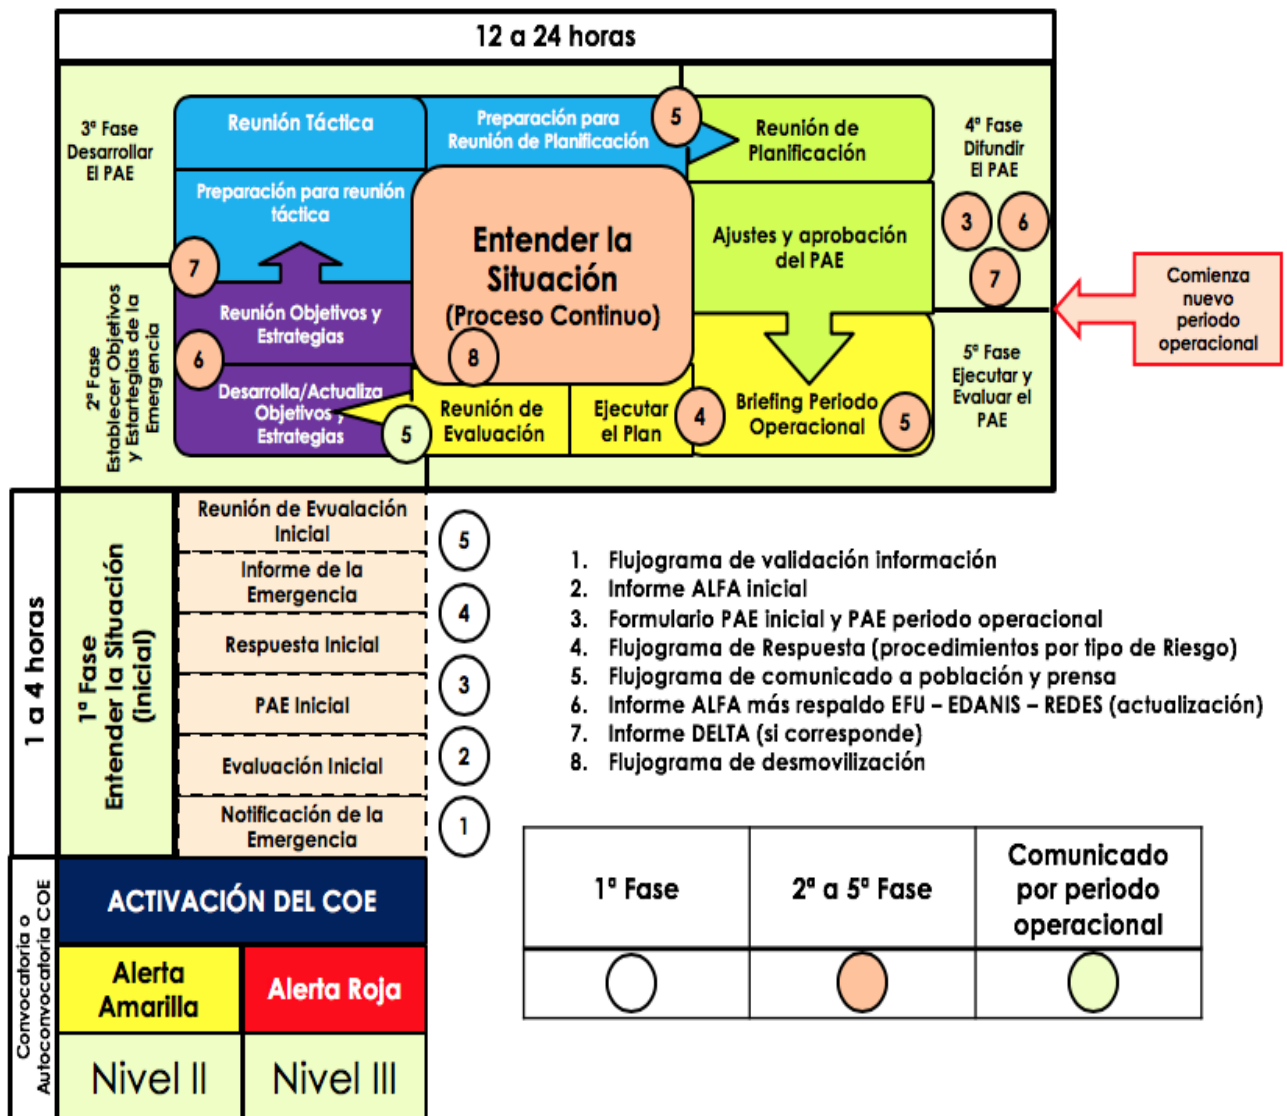 12 a 24 horas
3ª Fase
Desarrollar
El PAE
Reunión Táctica
Preparación para
Reunión de Planificación
5
Reunión de
Planificación
4ª Fase
Difundir
El PAE
3
6
7
Preparación para reunión
táctica
7
Entender la
Situación
(Proceso Continuo)
8
Ajustes y aprobación
del PAE
Comienza
nuevo
periodo
operacional
2ª Fase
Establecer Objetivos
y Estartegias de la
Emergencia
Reunión Objetivos y
Estrategias
6
Desarrolla/Actualiza
Objetivos y
Estrategias
5
Reunión de
Evaluación
Ejecutar
el Plan
4
Briefing Periodo
Operacional
5
5ª Fase
Ejecutar y
Evaluar el
PAE
1 a 4 horas
1ª Fase
Entender la Situación
(inicial)
Reunión de Evualación
Inicial
5
Informe de la
Emergencia
4
Respuesta Inicial
3
PAE Inicial
2
Evaluación Inicial
Notificación de la
Emergencia
1
1. Flujograma de validación información
2. Informe ALFA inicial
3. Formulario PAE inicial y PAE periodo operacional
4. Flujograma de Respuesta (procedimientos por tipo de Riesgo)
5. Flujograma de comunicado a población y prensa
6. Informe ALFA más respaldo EFU – EDANIS – REDES (actualización)
7. Informe DELTA (si corresponde)
8. Flujograma de desmovilización
1ª Fase
2ª a 5ª Fase
Comunicado
por periodo
operacional
Convocatoria o
Autoconvocatoria COE
ACTIVACIÓN DEL COE
Alerta
Amarilla
Alerta Roja
Nivel II
Nivel III